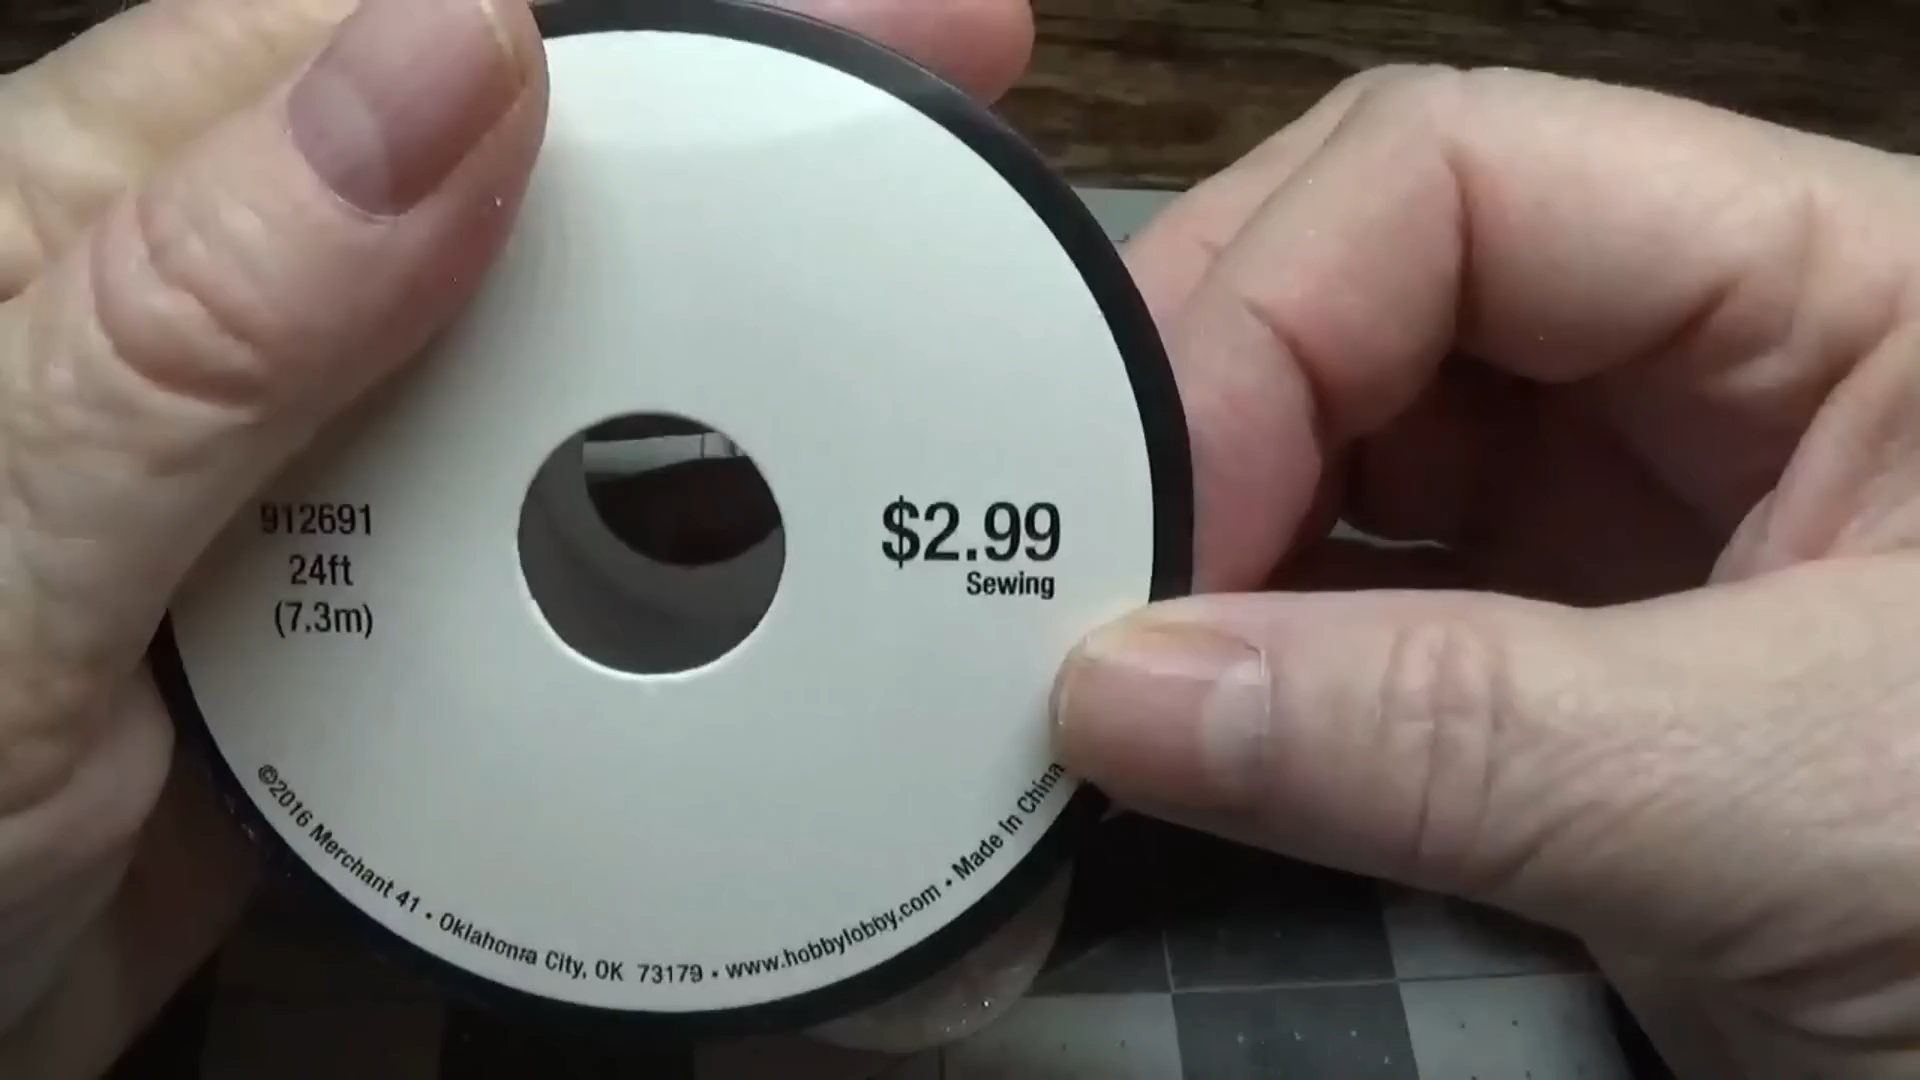 912691
24ft
(7.3m)
$2.99
Sewing
©2016 Merchant 41 • Oklahoma City, OK 73179 • www.hobbylobby.com • Made In China